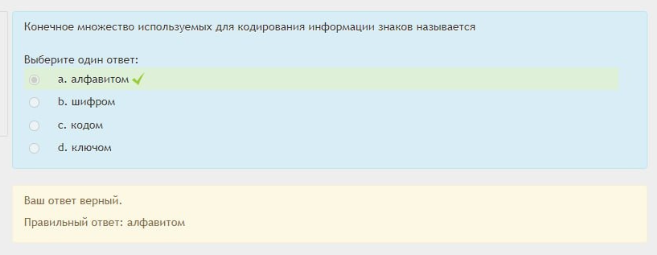 Конечное множество используемых для кодирования информации знаков называется
Выберите один ответ:
a. алфавитом
b. шифром
c. кодом
d. ключом
Ваш ответ верный.
Правильный ответ: алфавитом